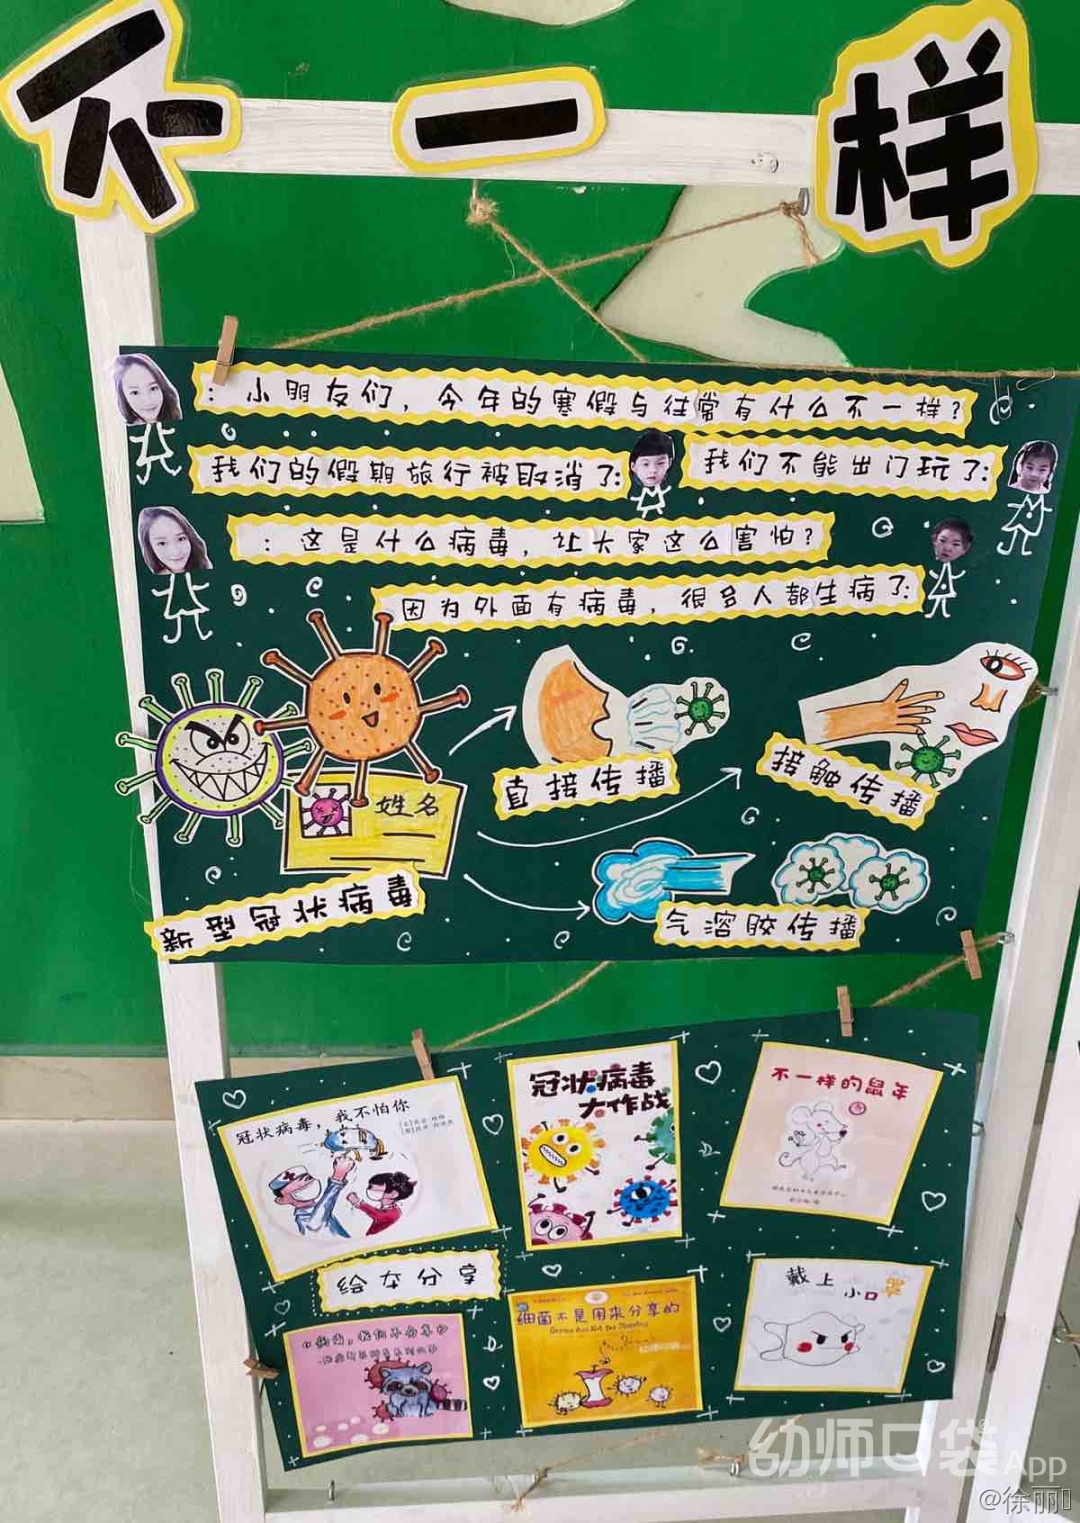 不一样
：小朋友们，今年的寒假与往常有什么不一样？
我们的假期旅行被取消了：
我们不能出门玩了：
：这是什么病毒，让大家这么害怕？
因为外面有病毒，很多人都生病了：
姓名
新型冠状病毒
直接传播
接触传播
气溶胶传播
冠状病毒，我不怕你
冠状病毒大作战
不一样的鼠年
绘本分享
病毒，我们不分享
细菌不是用来分享的
Germs Are Not for Sharing
戴上小口罩
幼师口袋App
@徐丽